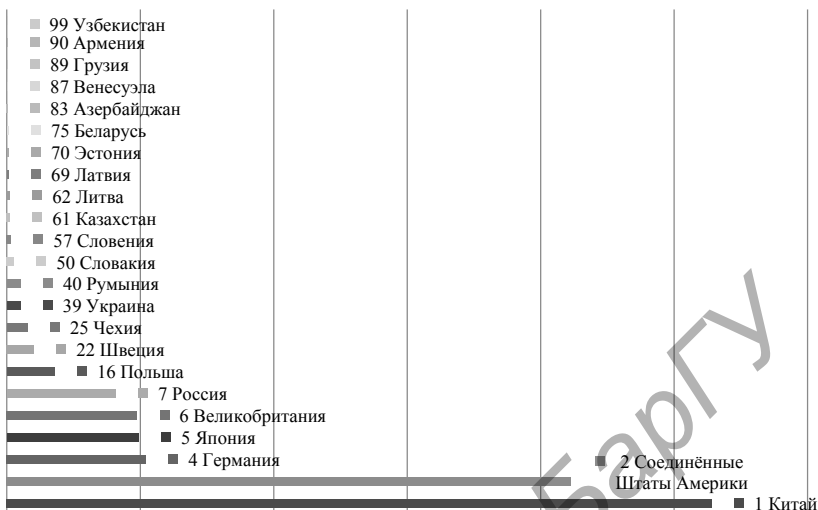 99 Узбекистан
90 Армения
89 Грузия
87 Венесуэла
83 Азербайджан
75 Беларусь
70 Эстония
69 Латвия
62 Литва
61 Казахстан
57 Словения
50 Словакия
40 Румыния
39 Украина
25 Чехия
22 Швеция
16 Польша
7 Россия
6 Великобритания
5 Япония
4 Германия
2 Соединённые
Штаты Америки
1 Китай
БарГУ